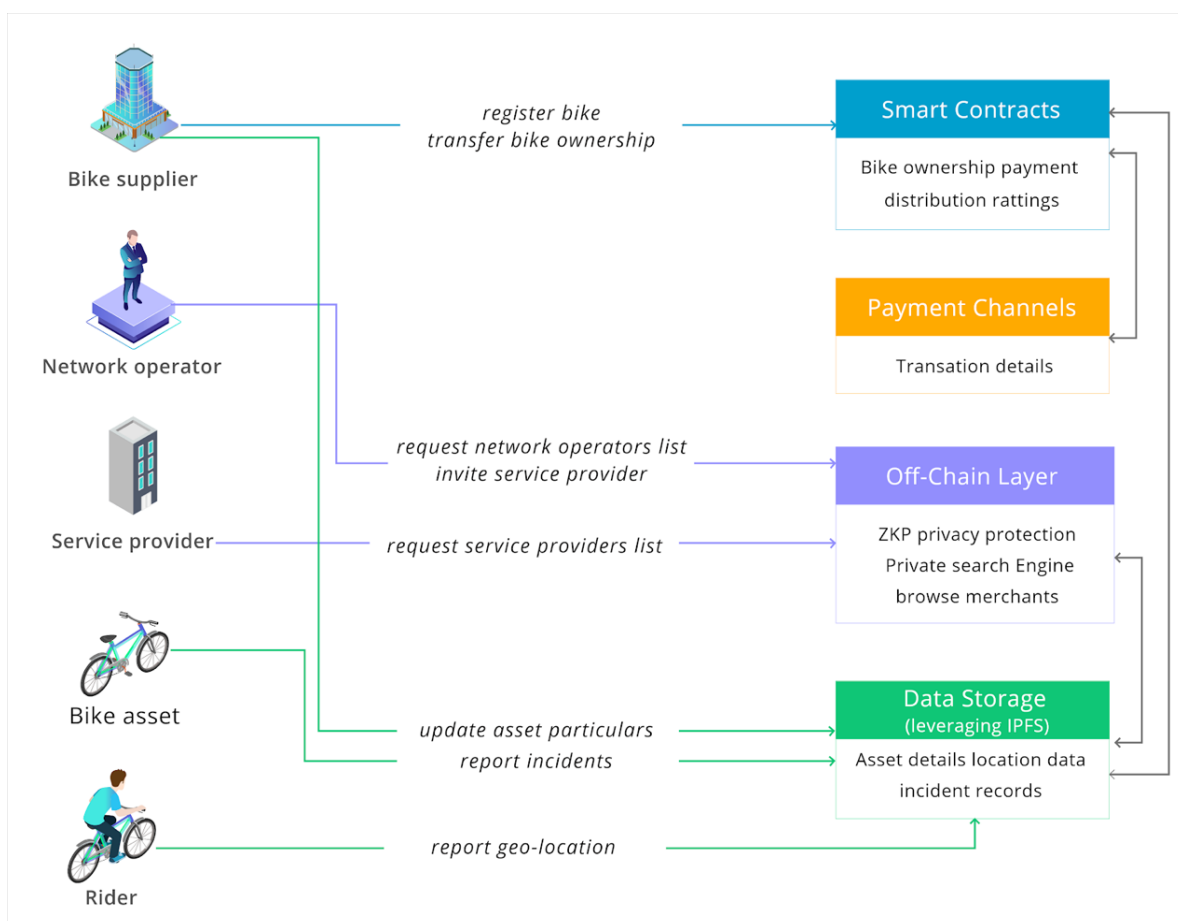 register bike
transfer bike ownership
Bike supplier
Smart Contracts
Bike ownership payment
distribution rattings
Network operator
Payment Channels
Transation details
request network operators list
invite service provider
Service provider
request service providers list
Off-Chain Layer
ZKP privacy protection
Private search Engine
browse merchants
Bike asset
update asset particulars
report incidents
Data Storage
(leveraging IPFS)
Asset details location data
incident records
report geo-location
Rider